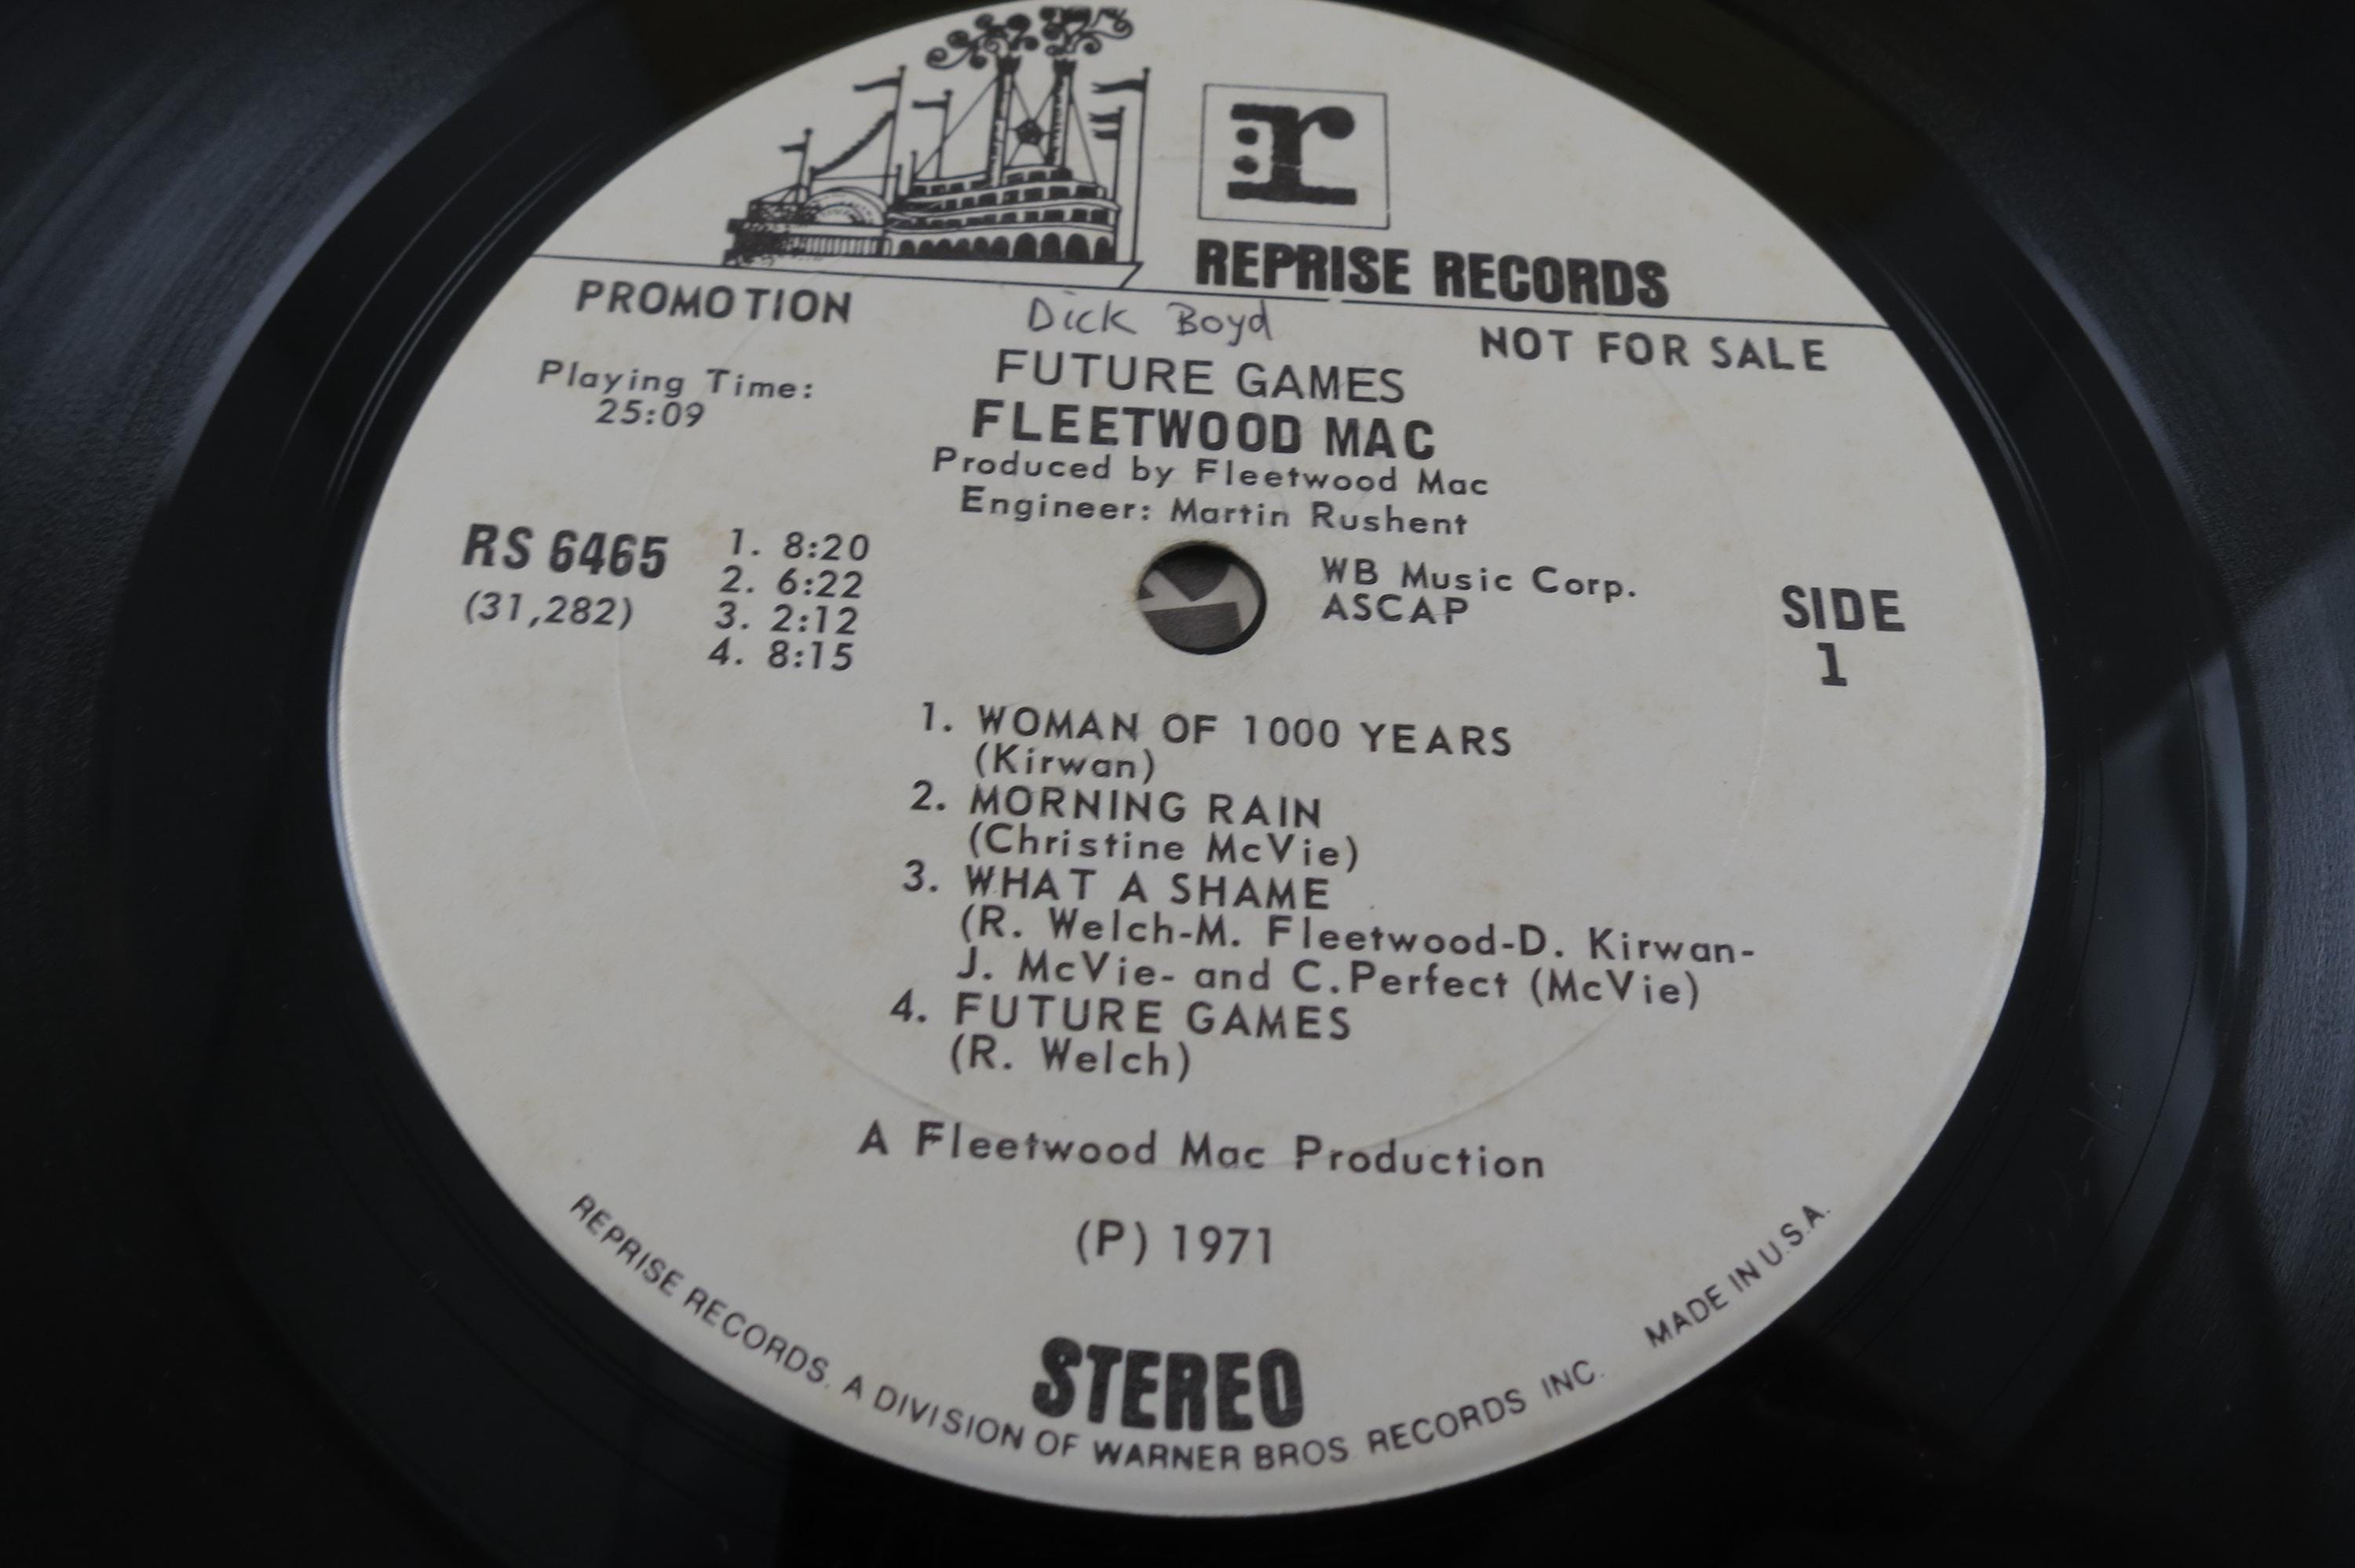 r
REPRISE RECORDS
PROMOTION
Dick Boyd
NOT FOR SALE
Playing Time:
25:09
FUTURE GAMES
FLEETWOOD MAC
Produced by Fleetwood Mac
Engineer: Martin Rushent
RS 6465
(31,282)
1. 8:20
2. 6:22
3. 2:12
4. 8:15
WB Music Corp.
ASCAP
SIDE
1
1. WOMAN OF 1000 YEARS
(Kirwan)
2. MORNING RAIN
(Christine McVie)
3. WHAT A SHAME
(R. Welch-M. Fleetwood-D. Kirwan-
J. McVie- and C.Perfect (McVie)
4. FUTURE GAMES
(R. Welch)
A Fleetwood Mac Production
(P) 1971
STEREO
REPRISE RECORDS. A DIVISION OF WARNER BROS RECORDS INC. MADE IN U.S.A.